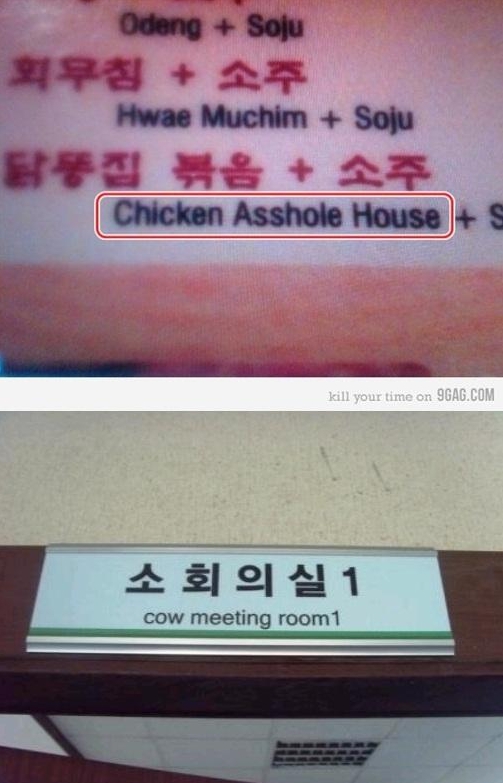 Odeng + Soju
회무침 + 소주
Hwae Muchim + Soju
닭똥집 볶음 + 소주
Chicken Asshole House + S
kill your time on 9GAG.COM
소회의실 1
cow meeting room1